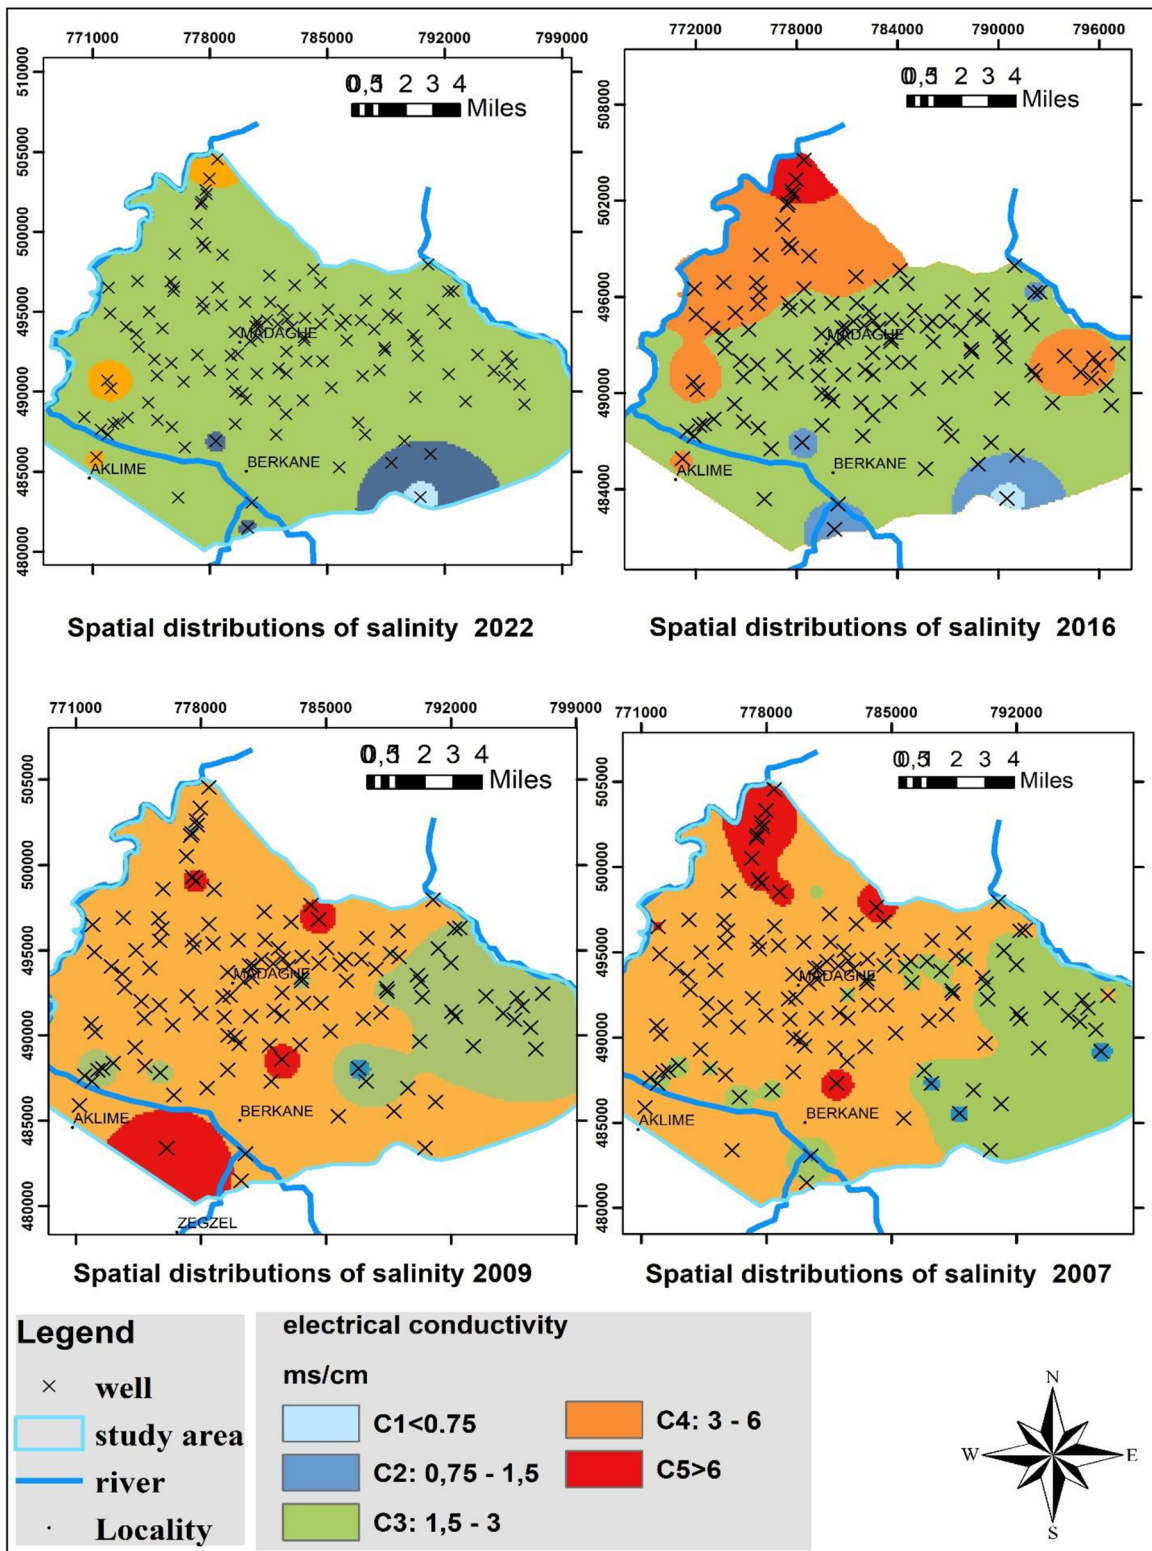 771000 778000 785000 792000 799000
510000
505000
500000
495000
490000
485000
480000
0,5 1 2 3 4
Miles
MADAGHE
BERKANE
AKLIME
Spatial distributions of salinity 2022
772000 778000 784000 790000 796000
508000
502000
496000
490000
484000
0,5 1 2 3 4
Miles
MADAGHE
BERKANE
AKLIME
Spatial distributions of salinity 2016
771000 778000 785000 792000 799000
505000
500000
495000
490000
485000
480000
0,5 1 2 3 4
Miles
MADAGHE
AKLIME
BERKANE
ZEGZEL
Spatial distributions of salinity 2009
771000 778000 785000 792000
505000
500000
495000
490000
485000
480000
0,5 1 2 3 4
Miles
MADAGHE
AKLIME
BERKANE
Spatial distributions of salinity 2007
Legend
well
study area
river
Locality
electrical conductivity
ms/cm
C1<0.75
C2: 0,75 - 1,5
C3: 1,5 - 3
C4: 3 - 6
C5>6
N
W E
S